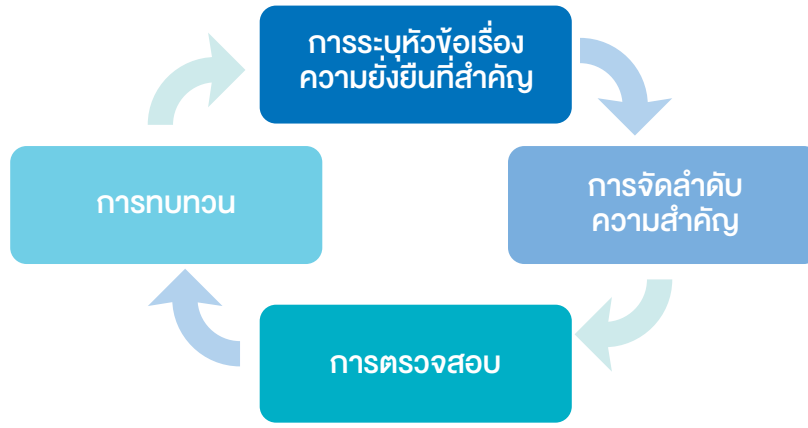 การระบุหัวข้อเรื่อง
ความยั่งยืนที่สำคัญ
การจัดลำดับ
ความสำคัญ
การตรวจสอบ
การทบทวน